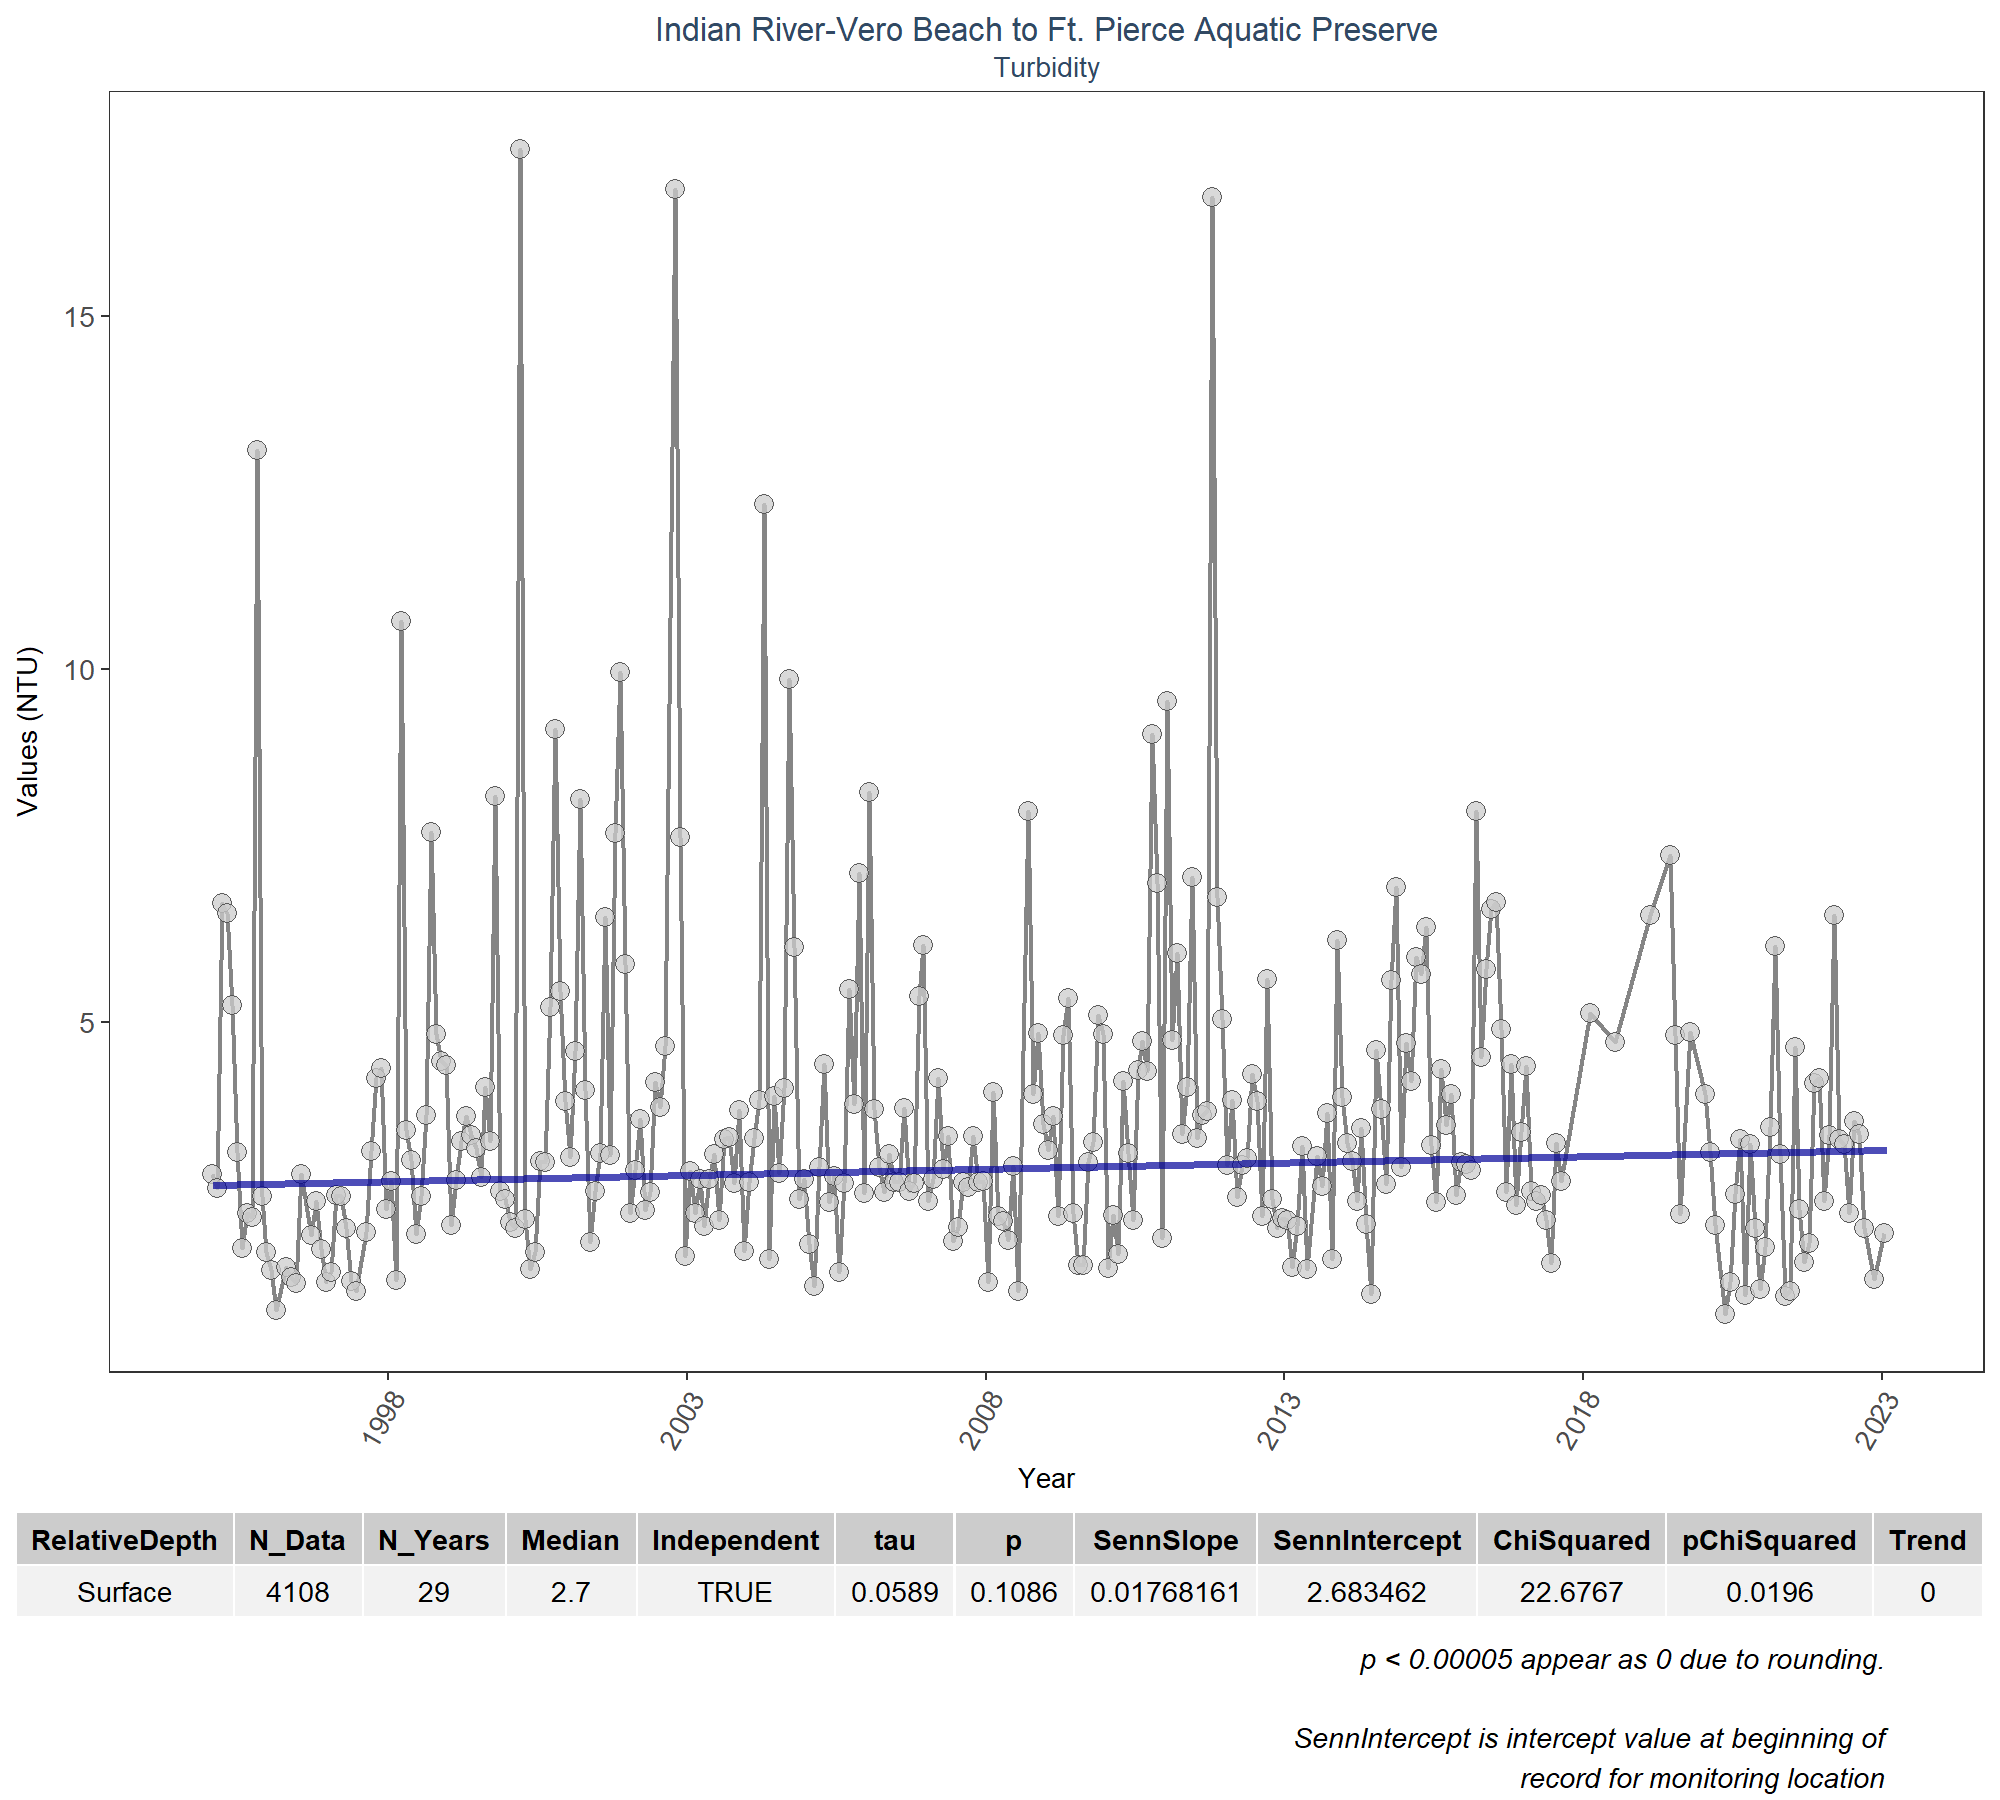 Indian River-Vero Beach to Ft. Pierce Aquatic Preserve
Turbidity
Values (NTU)
15
10
5
1998
2003
2008
2013
2018
2023
Year
RelativeDepth N_Data N_Years Median Independent tau p SennSlope SennIntercept ChiSquared pChiSquared Trend
Surface 4108 29 2.7 TRUE 0.0589 0.1086 0.01768161 2.683462 22.6767 0.0196 0
p < 0.00005 appear as 0 due to rounding.
SennIntercept is intercept value at beginning of
record for monitoring location